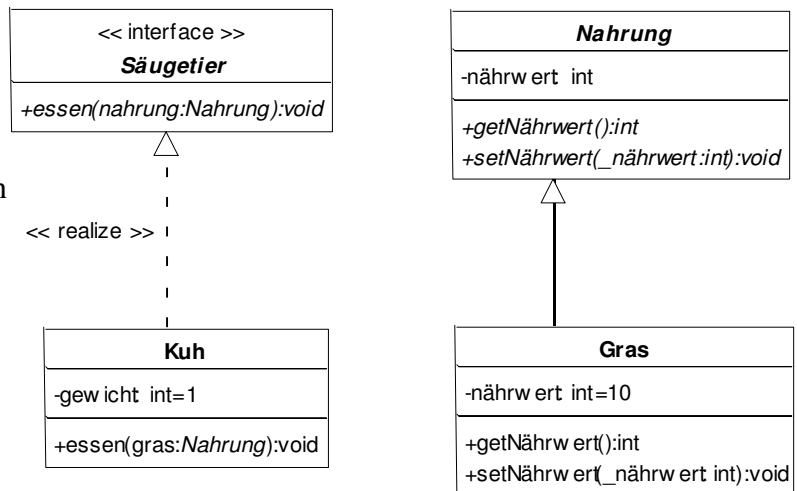 << interface >>
Säugetier
+essen(nahrung:Nahrung):void
n
<< realize >>
Kuh
-gewicht: int=1
+essen(gras:Nahrung):void
Nahrung
-nährwert: int
+getNährwert():int
+setNährwert(_nährwert:int):void
Gras
-nährwert: int=10
+getNährwert():int
+setNährwert(_nährwert: int):void